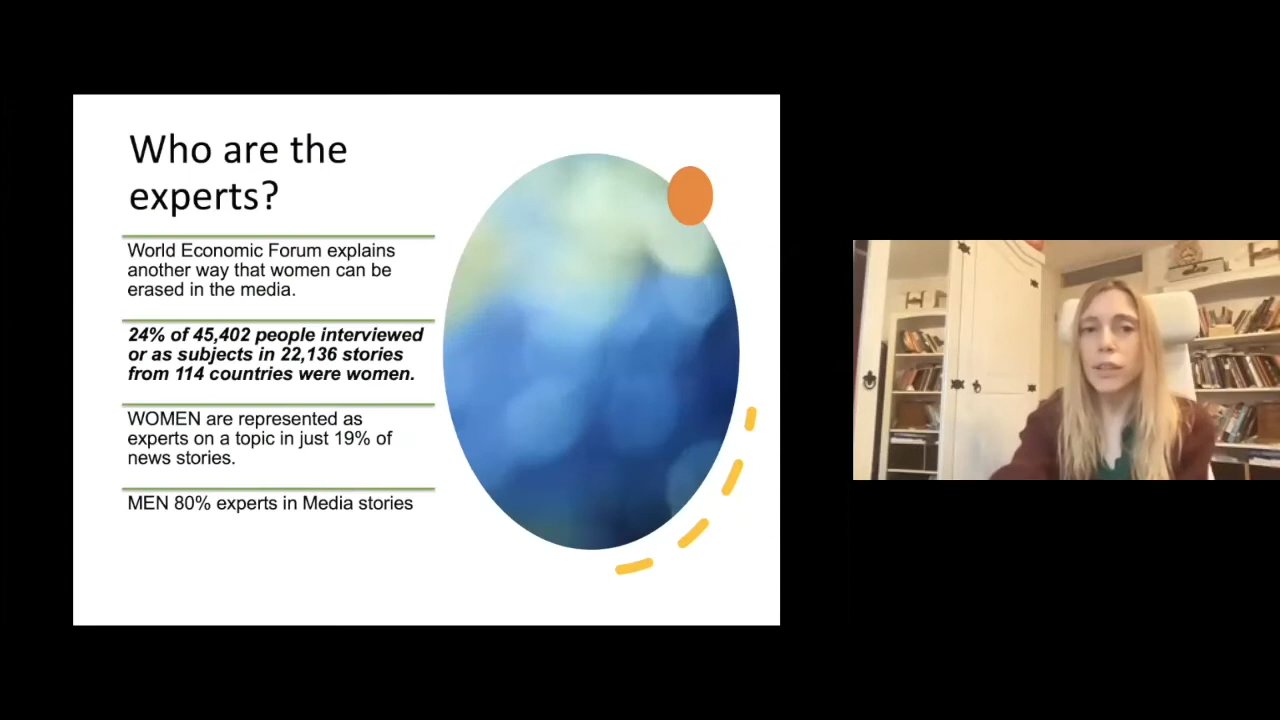 Who are the
experts?
World Economic Forum explains
another way that women can be
erased in the media.
24% of 45,402 people interviewed
or as subjects in 22,136 stories
from 114 countries were women.
WOMEN are represented as
experts on a topic in just 19% of
news stories.
MEN 80% experts in Media stories